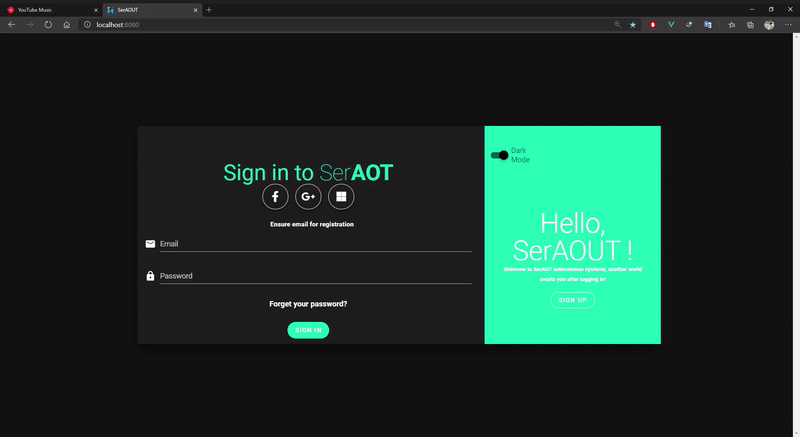 YouTube Music
SerAOUT
localhost:8080
Sign in to SerAOT
Ensure email for registration
Email
Password
Forget your password?
SIGN IN
Dark
Mode
Hello,
SerAOUT !
Welcome to SerAOT autonomous systems, another world
awaits you after logging in!
SIGN UP